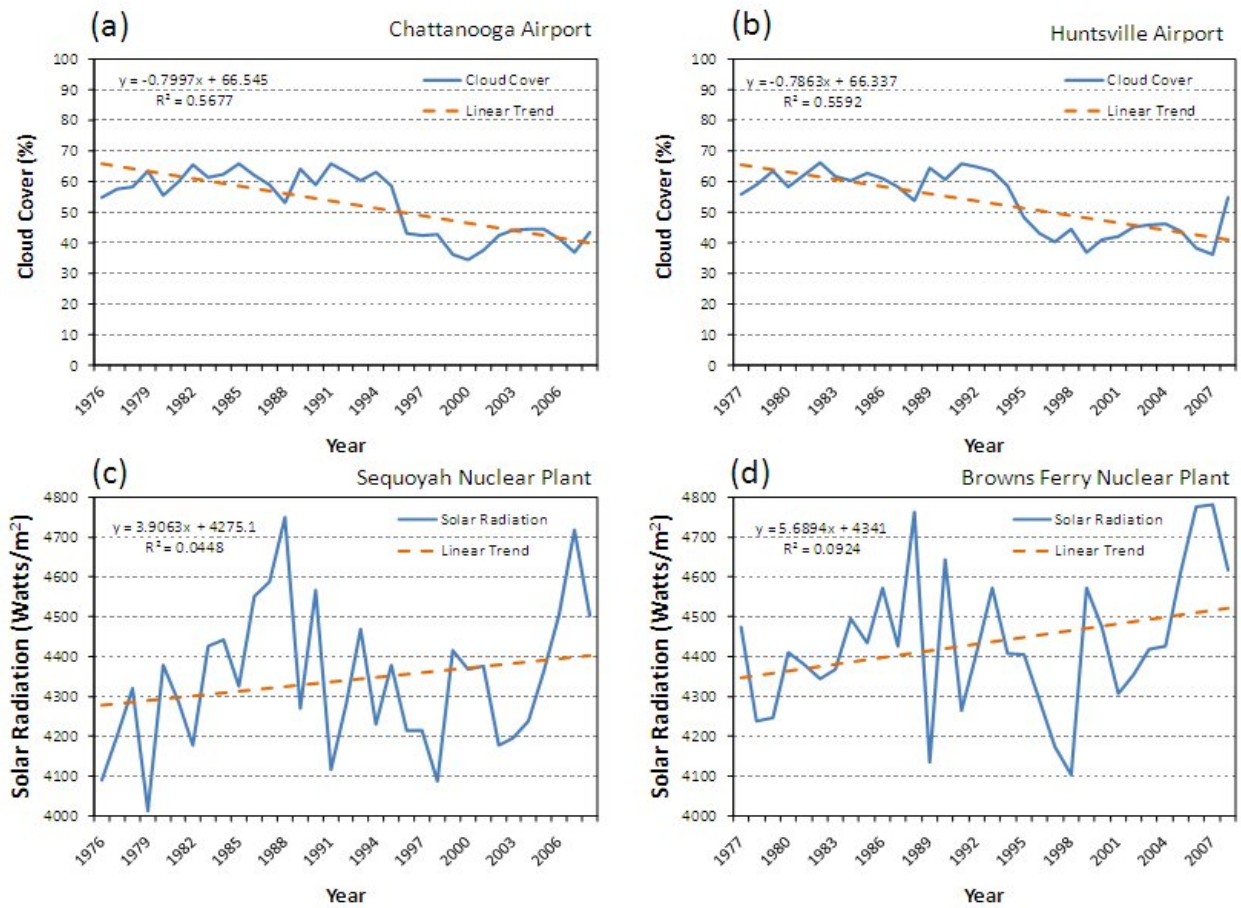 (a)
Chattanooga Airport
y = -0.7997x + 66.545
R² = 0.5677
Cloud Cover
Linear Trend
Cloud Cover (%)
100
90
80
70
60
50
40
30
20
10
0
1976
1979
1982
1985
1988
1991
1994
1997
2000
2003
2006
Year
(b)
Huntsville Airport
y = -0.7863x + 66.337
R² = 0.5592
Cloud Cover
Linear Trend
Cloud Cover (%)
100
90
80
70
60
50
40
30
20
10
0
1977
1980
1983
1986
1989
1992
1995
1998
2001
2004
2007
Year
(c)
Sequoyah Nuclear Plant
y = 3.9063x + 4275.1
R² = 0.0448
Solar Radiation
Linear Trend
Solar Radiation (Watts/m²)
4800
4700
4600
4500
4400
4300
4200
4100
4000
1976
1979
1982
1985
1988
1991
1994
1997
2000
2003
2006
Year
(d)
Browns Ferry Nuclear Plant
y = 5.6894x + 4341
R² = 0.0924
Solar Radiation
Linear Trend
Solar Radiation (Watts/m²)
4800
4700
4600
4500
4400
4300
4200
4100
4000
1977
1980
1983
1986
1989
1992
1995
1998
2001
2004
2007
Year